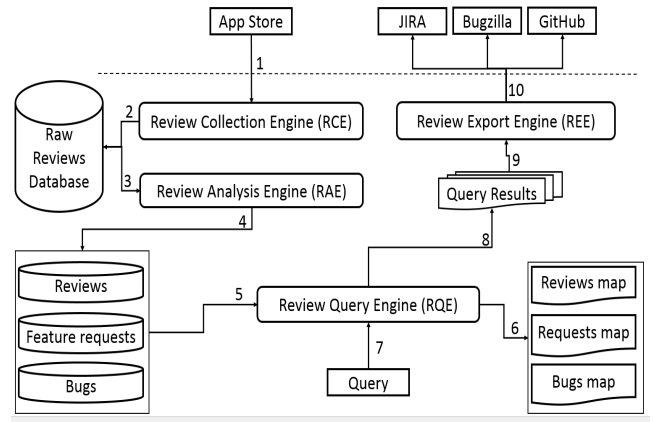 App Store
JIRA
Bugzilla
GitHub
1
10
2
Review Collection Engine (RCE)
Review Export Engine (REE)
Raw
Reviews
Database
9
3
Review Analysis Engine (RAE)
Query Results
4
8
Reviews
Reviews map
5
Review Query Engine (RQE)
6
Feature requests
Requests map
7
Query
Bugs
Bugs map